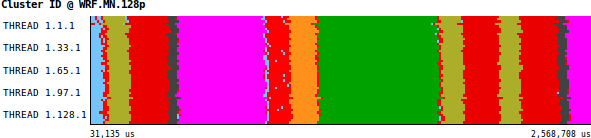 Cluster ID @ WRF.MN.128p
THREAD 1.1.1
THREAD 1.33.1
THREAD 1.65.1
THREAD 1.97.1
THREAD 1.128.1
31,135 us 2,568,708 us